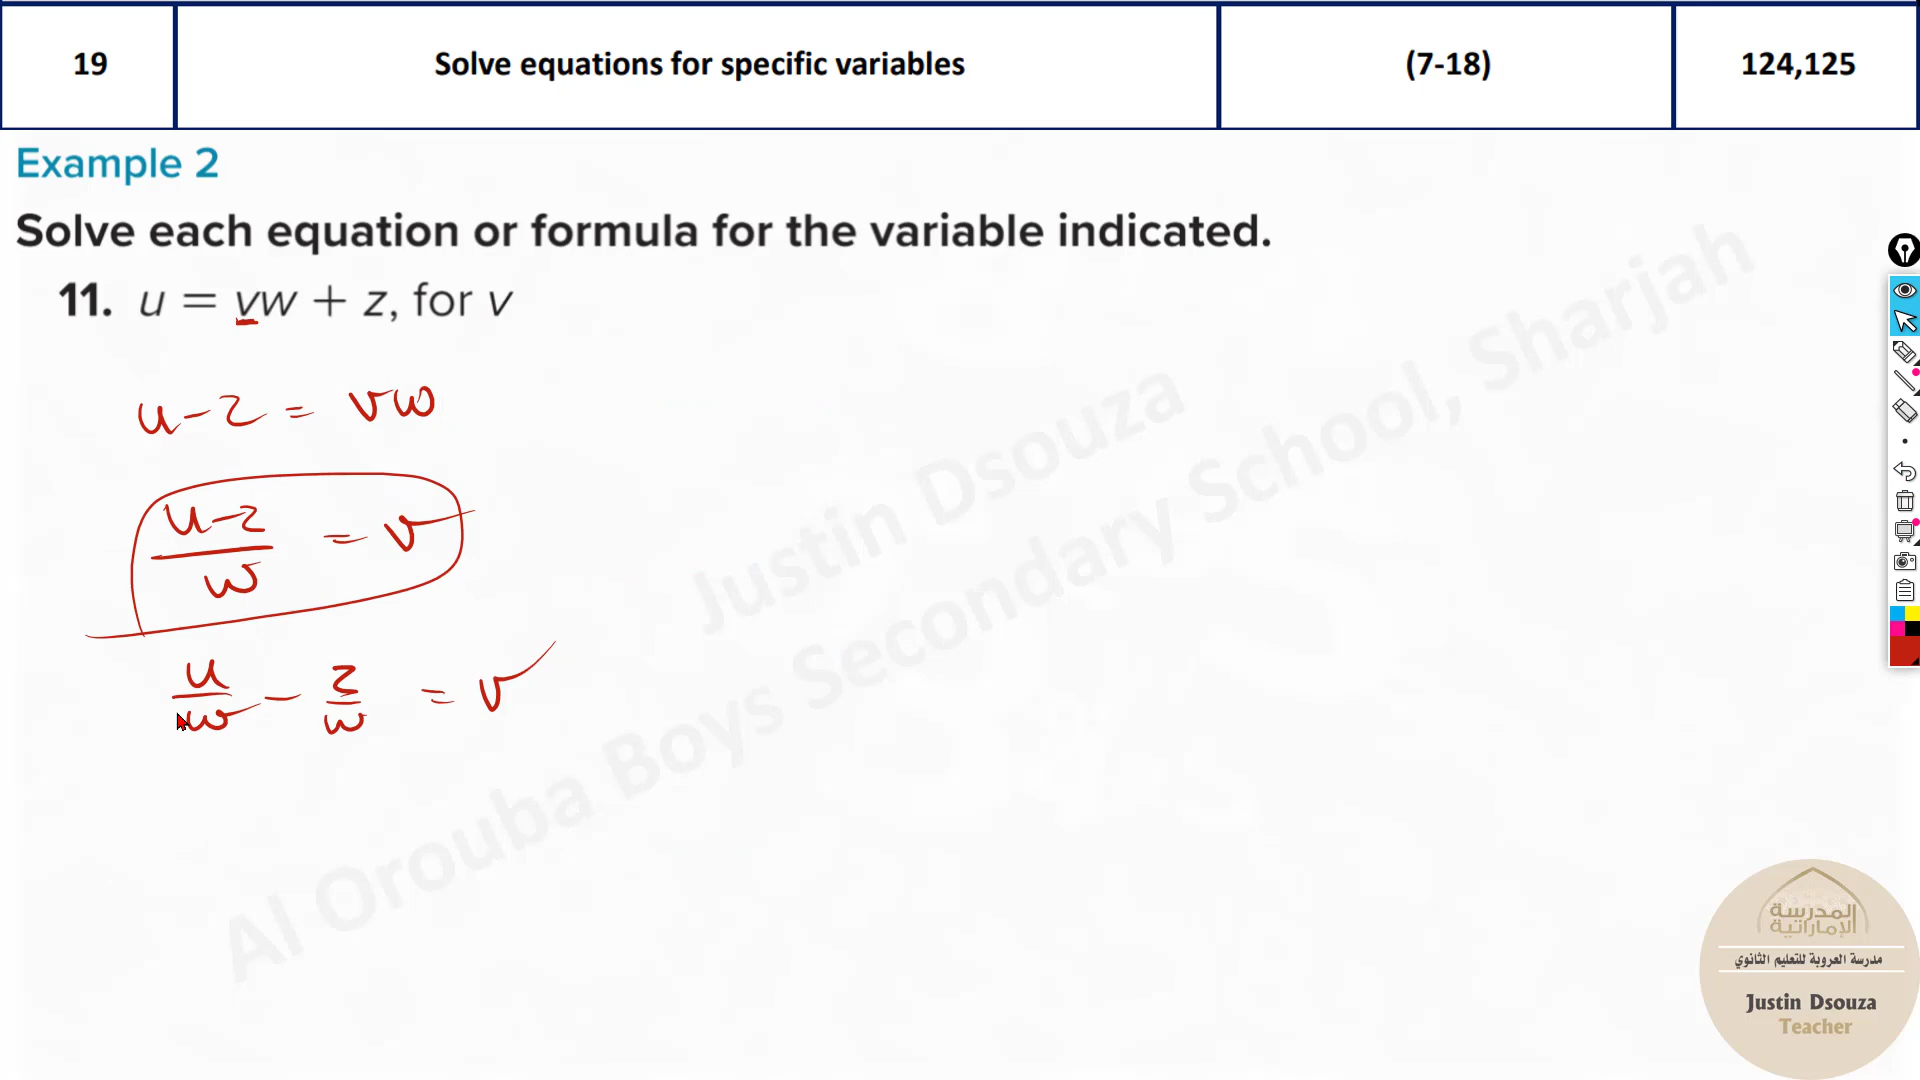 19 Solve equations for specific variables (7-18) 124,125
Example 2
Solve each equation or formula for the variable indicated.
11. u = vw + z, for v
u - z = vw
u - z
w
= v
u/w - z/w = v
Justin Dsouza
Al Orouba Boys Secondary School, Sharjah
المدرسة
الإماراتية
مدرسة العروبة للتعليم الثانوي
Justin Dsouza
Teacher